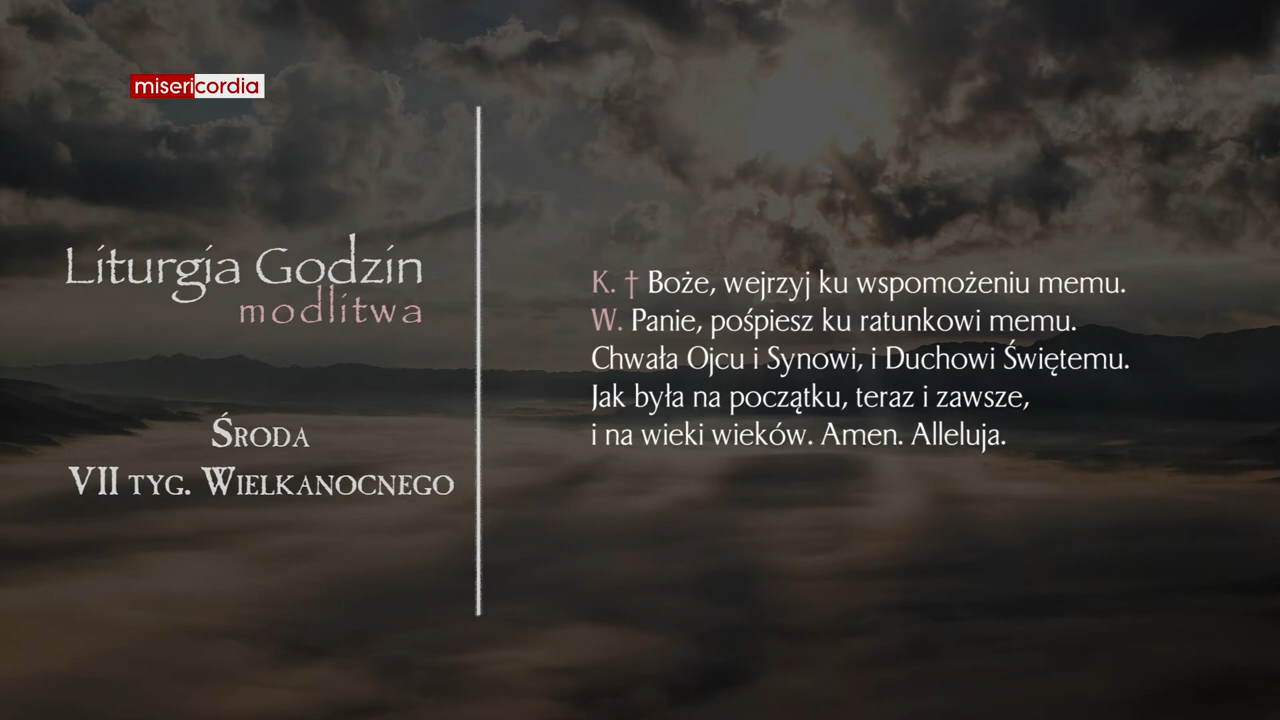 misericordia
Liturgia Godzin
modlitwa
Środa
VII tyg. Wielkanocnego
K. † Boże, wejrzyj ku wspomożeniu memu.
W. Panie, pośpiesz ku ratunkowi memu.
Chwała Ojcu i Synowi, i Duchowi Świętemu.
Jak była na początku, teraz i zawsze,
i na wieki wieków. Amen. Alleluja.